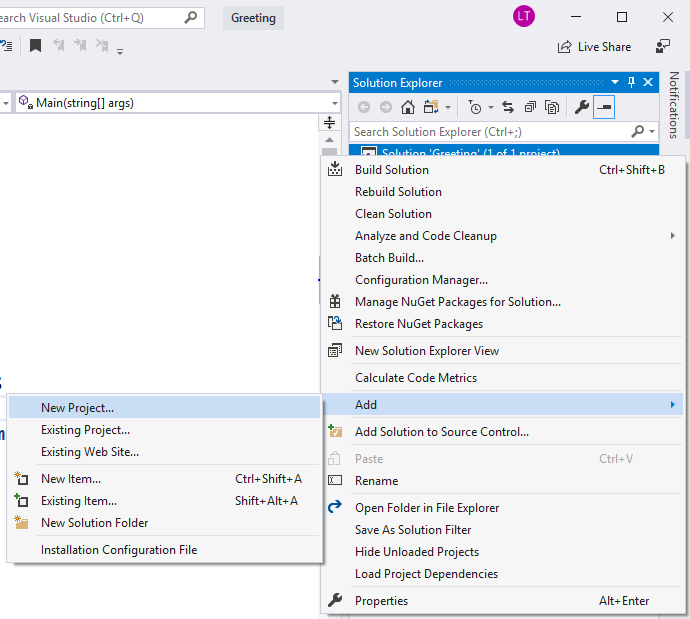 earch Visual Studio (Ctrl+Q)
Greeting
LT
Live Share
Main(string[] args)
Solution Explorer
Notifications
Search Solution Explorer (Ctrl+;)
Solution 'Greeting' (1 of 1 project)
Build Solution Ctrl+Shift+B
Rebuild Solution
Clean Solution
Analyze and Code Cleanup
Batch Build...
Configuration Manager...
Manage NuGet Packages for Solution...
Restore NuGet Packages
New Solution Explorer View
Calculate Code Metrics
Add
Add Solution to Source Control...
Paste Ctrl+V
Rename
Open Folder in File Explorer
Save As Solution Filter
Hide Unloaded Projects
Load Project Dependencies
Properties Alt+Enter
New Project...
Existing Project...
Existing Web Site...
New Item... Ctrl+Shift+A
Existing Item... Shift+Alt+A
New Solution Folder
Installation Configuration File